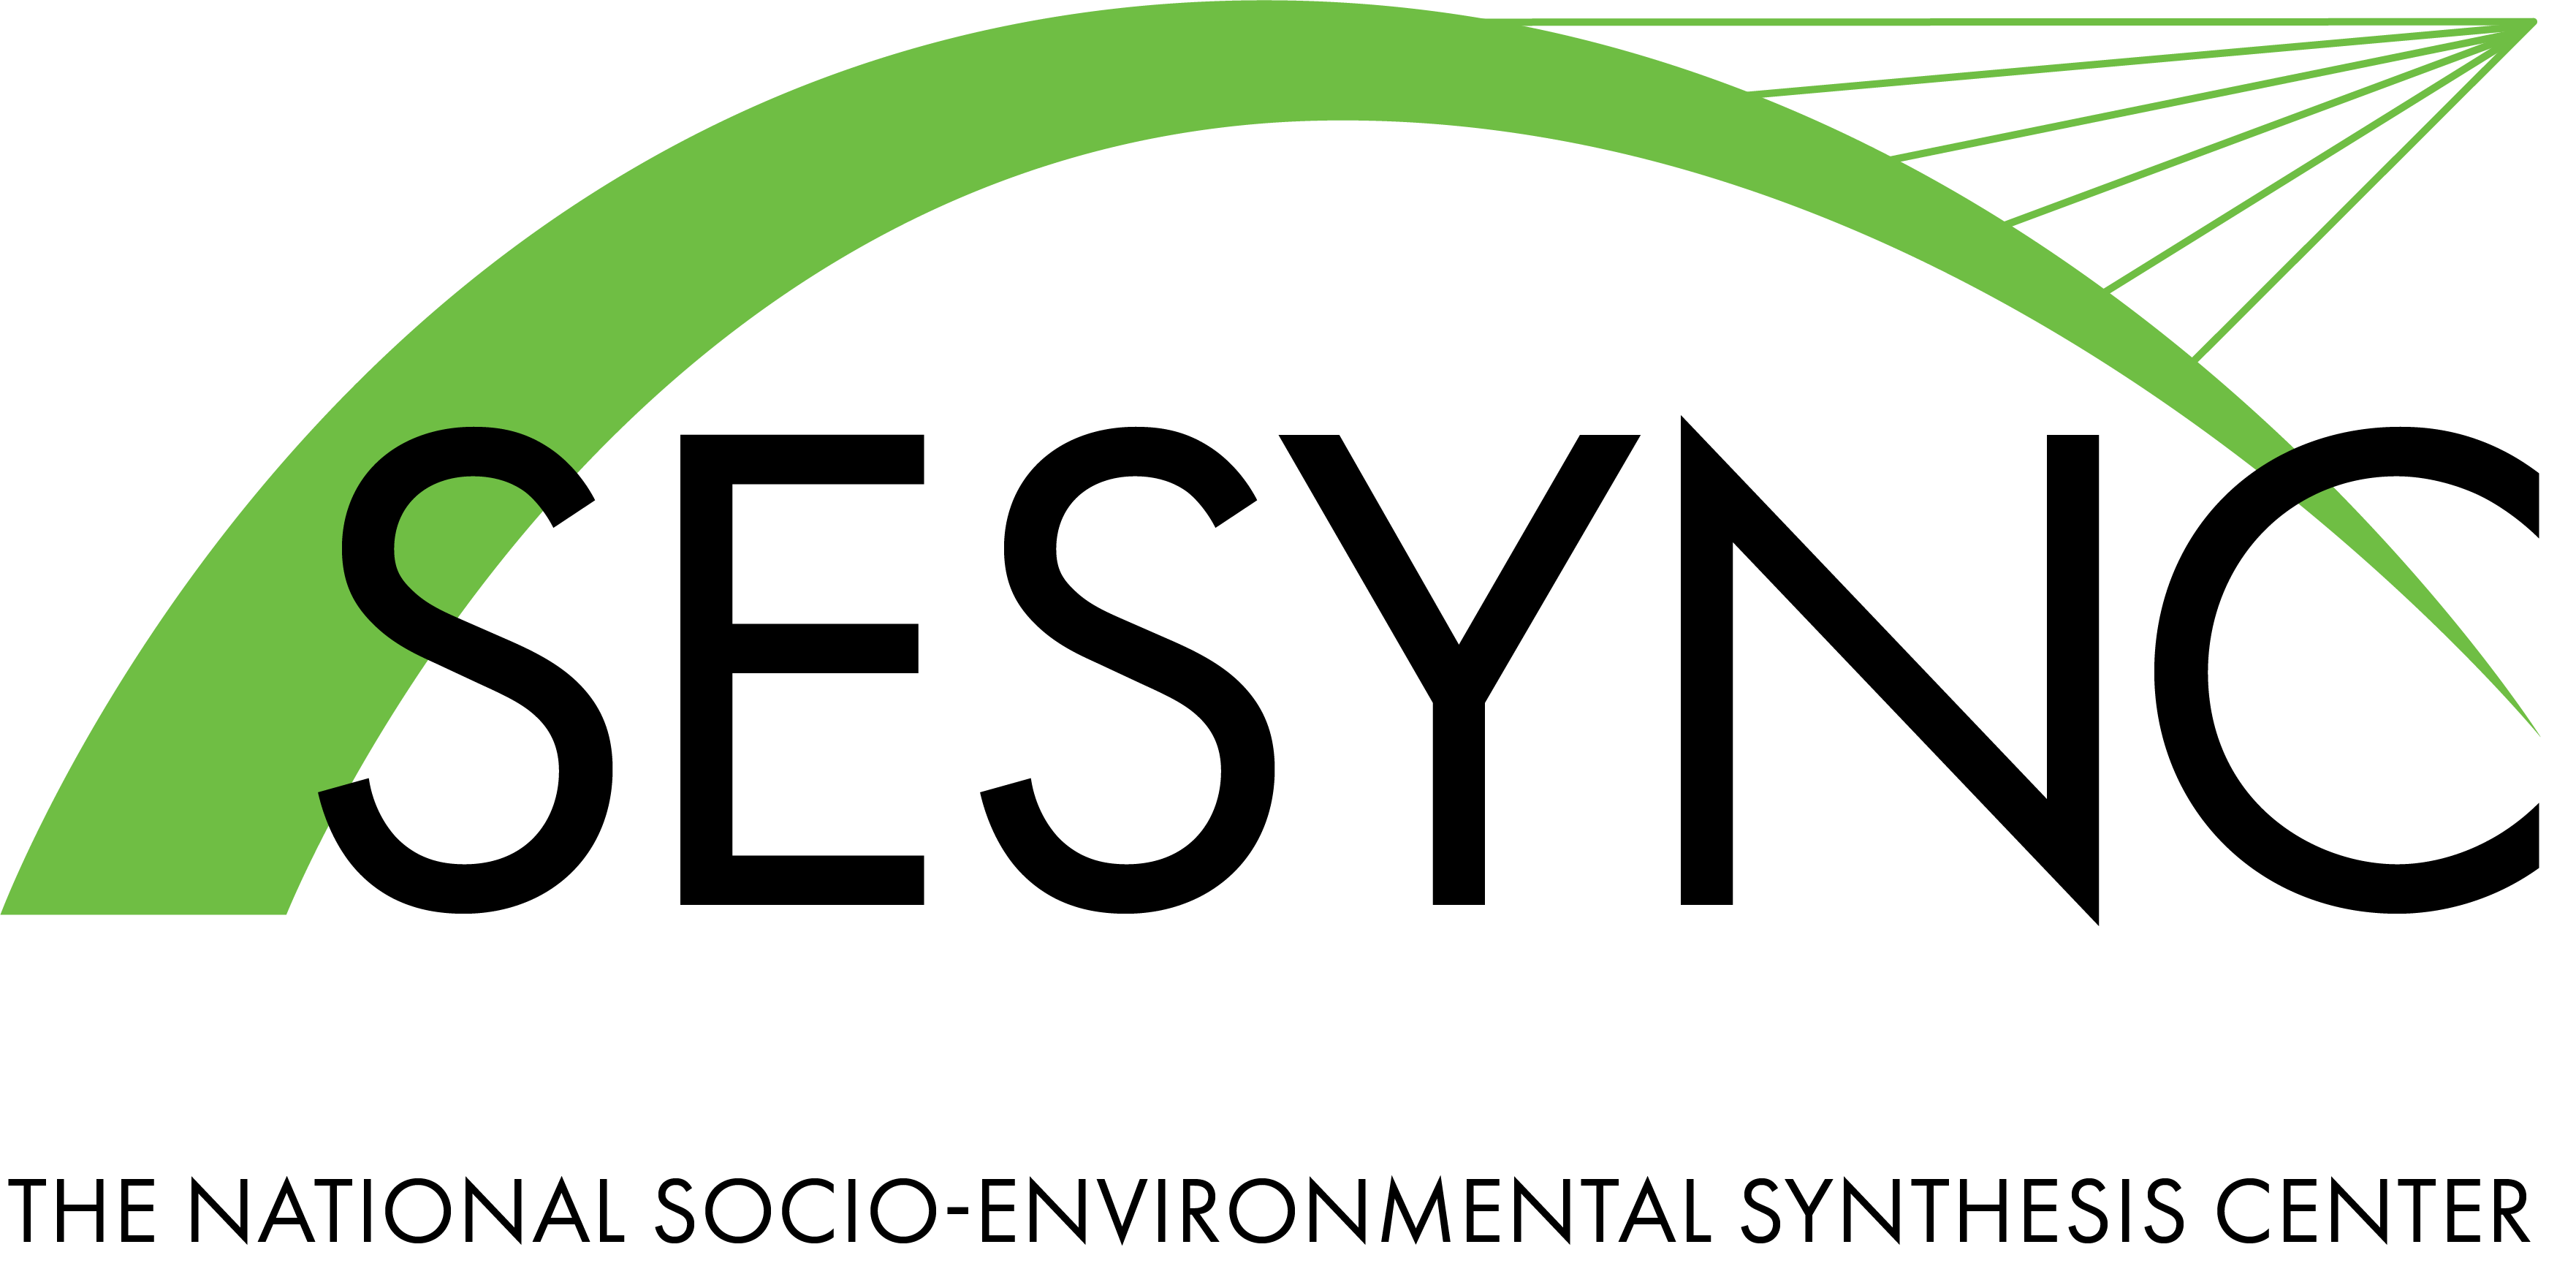 SESYNC
THE NATIONAL SOCIO-ENVIRONMENTAL SYNTHESIS CENTER